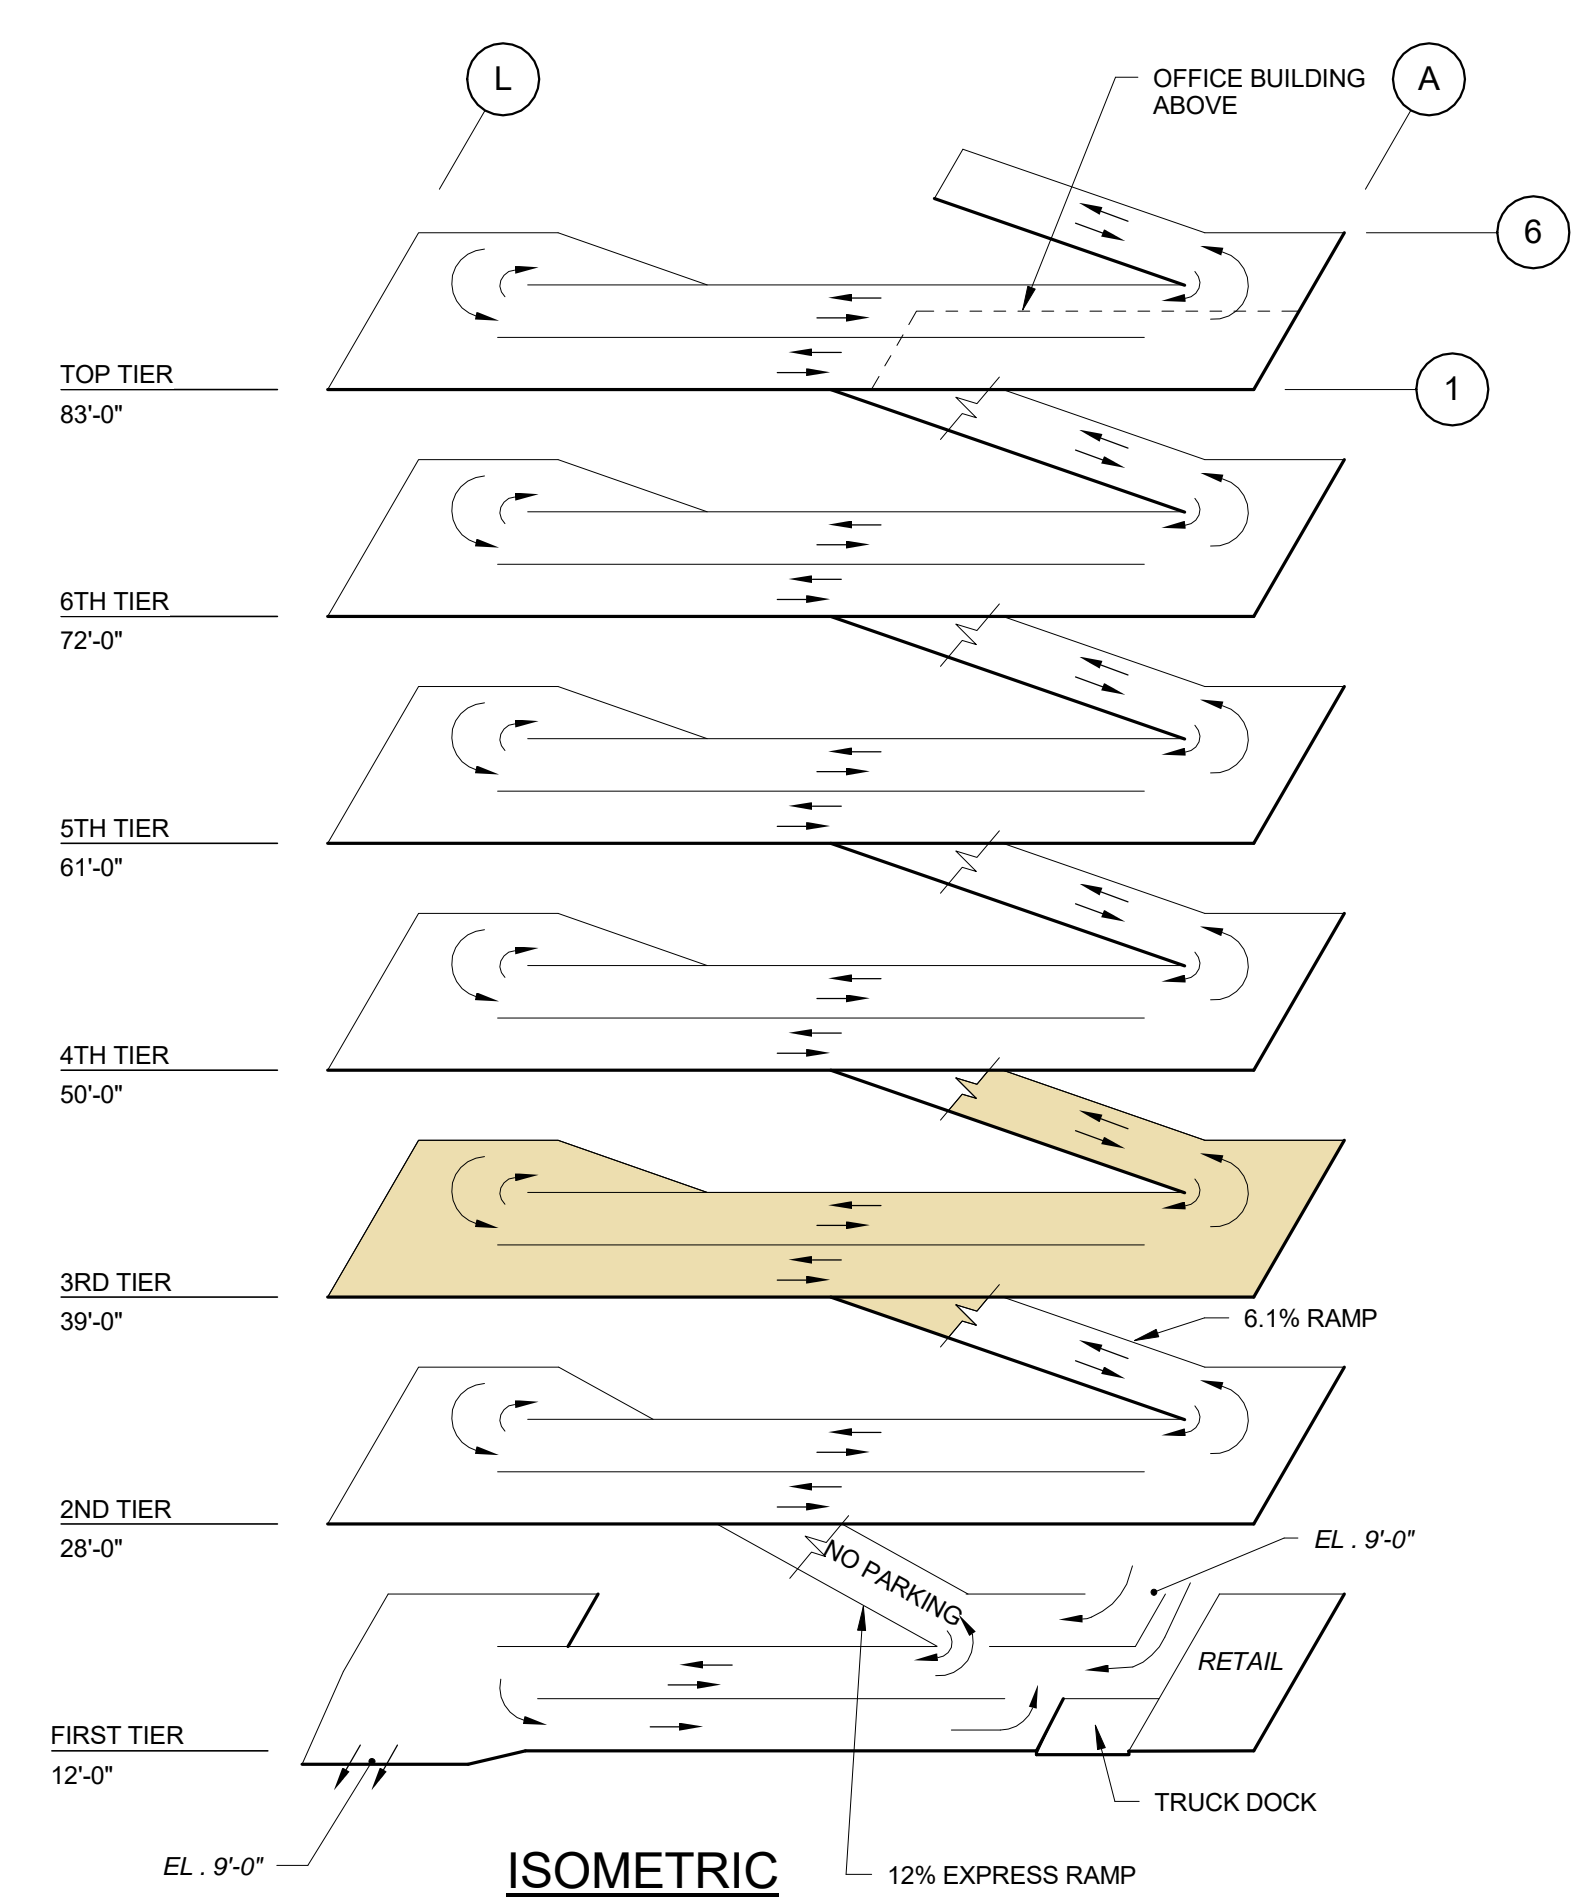 L
OFFICE BUILDING
ABOVE
A
6
TOP TIER
83'-0"
1
6TH TIER
72'-0"
5TH TIER
61'-0"
4TH TIER
50'-0"
3RD TIER
39'-0"
6.1% RAMP
2ND TIER
28'-0"
EL . 9'-0"
NO PARKING
RETAIL
FIRST TIER
12'-0"
TRUCK DOCK
EL . 9'-0"
ISOMETRIC
12% EXPRESS RAMP